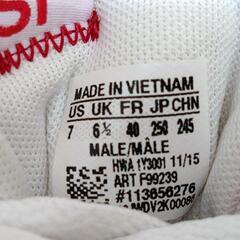 MADE IN VIETNAM
US UK FR JP CHN
7 6½ 40 250 245
MALE/MÂLE
HWA 1Y3001 11/15
ART F99239
#113656276